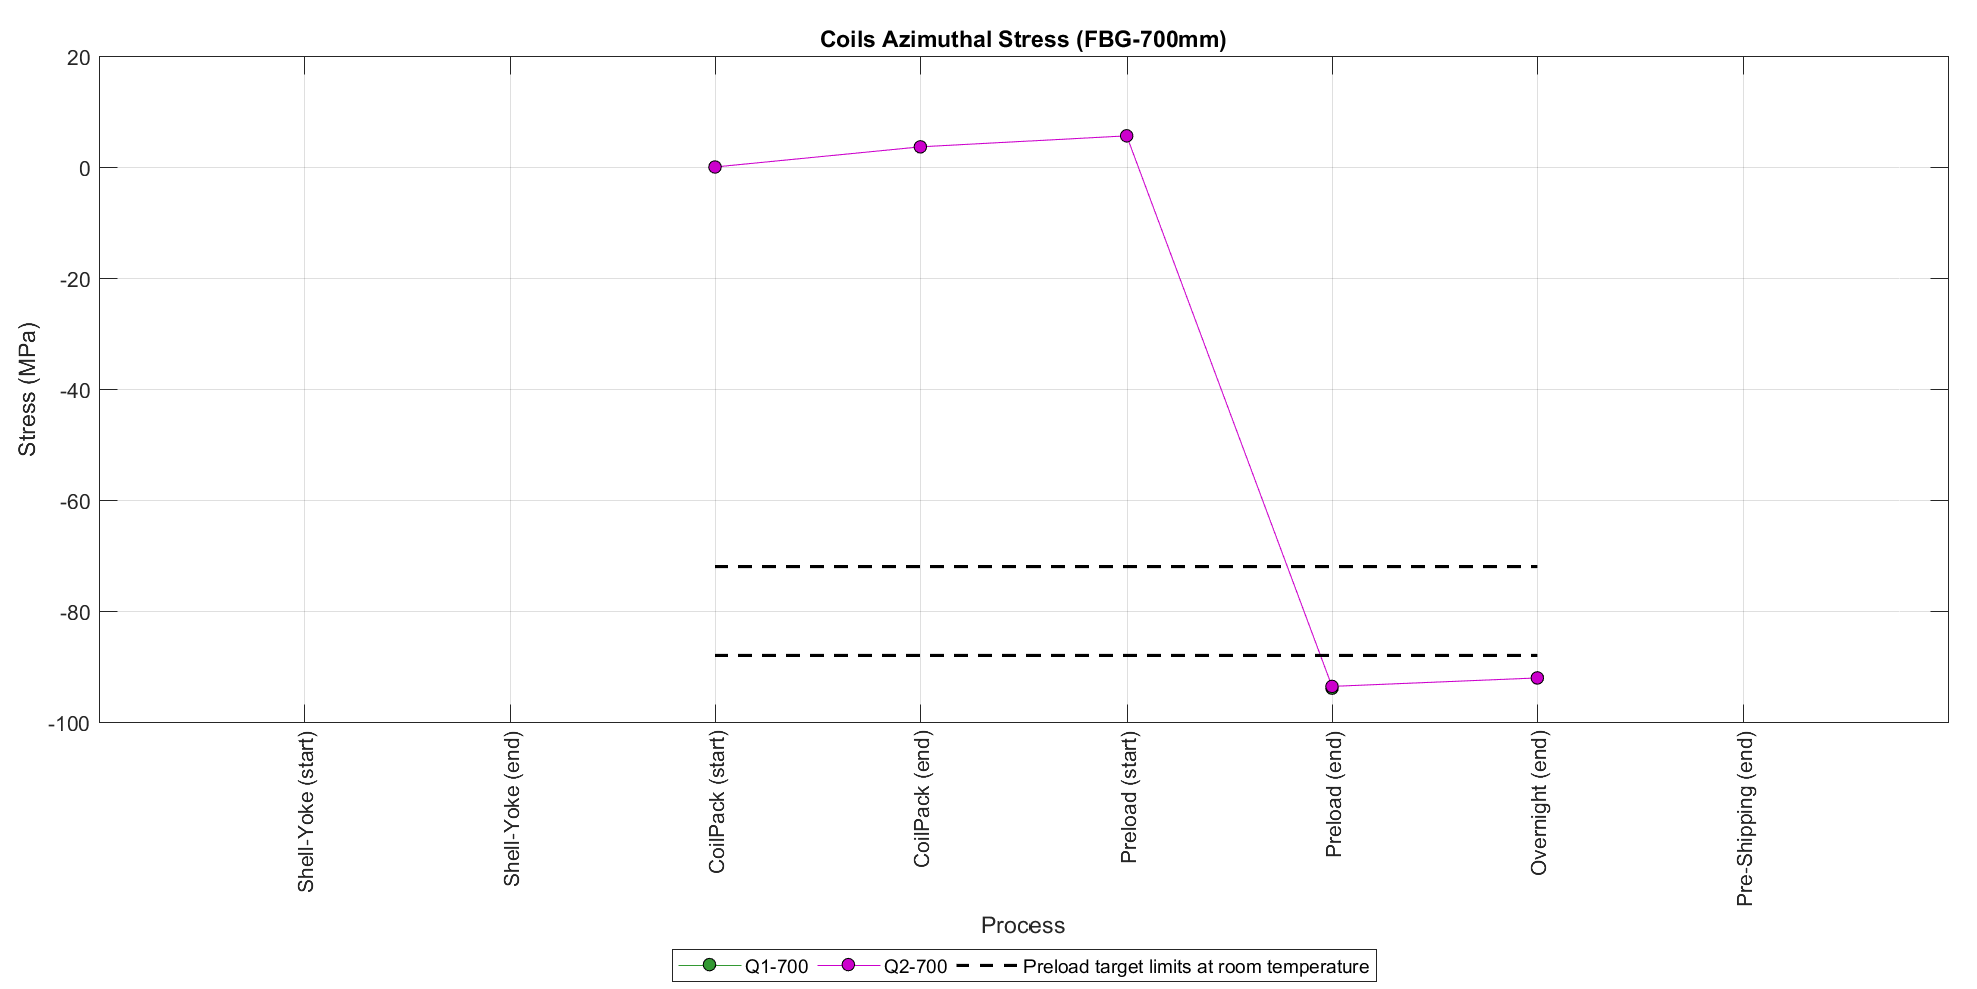 Coils Azimuthal Stress (FBG-700mm)
20
0
-20
-40
-60
-80
-100
Stress (MPa)
Shell-Yoke (start)
Shell-Yoke (end)
CoilPack (start)
CoilPack (end)
Preload (start)
Preload (end)
Overnight (end)
Pre-Shipping (end)
Process
Q1-700 Q2-700 Preload target limits at room temperature